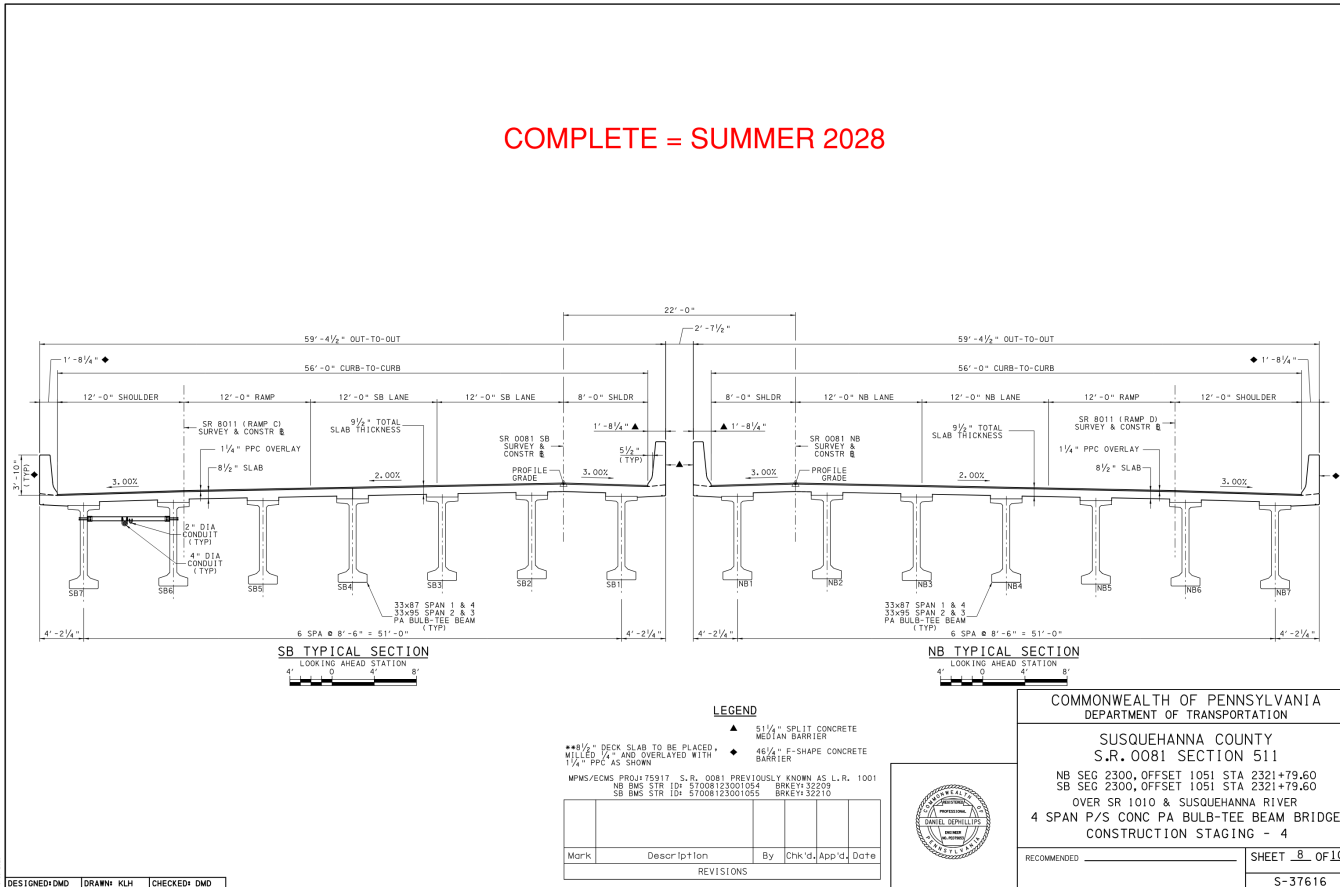 COMPLETE = SUMMER 2028
22'-0"
2'-7½"
59'-4½" OUT-TO-OUT
59'-4½" OUT-TO-OUT
1'-8¼" ◆
◆ 1'-8¼"
56'-0" CURB-TO-CURB
56'-0" CURB-TO-CURB
12'-0" SHOULDER
12'-0" RAMP
12'-0" SB LANE
12'-0" SB LANE
8'-0" SHLDR
8'-0" SHLDR
12'-0" NB LANE
12'-0" NB LANE
12'-0" RAMP
12'-0" SHOULDER
SR 8011 (RAMP C)
SURVEY & CONSTR ℄
1¼" PPC OVERLAY
8½" SLAB
9½" TOTAL
SLAB THICKNESS
SR 0081 SB
SURVEY &
CONSTR ℄
PROFILE
GRADE
1'-8¼" ▲
5½"
(TYP)
3'-10"
(TYP)
◆
3.00%
2.00%
3.00%
▲
▲ 1'-8¼"
SR 0081 NB
SURVEY &
CONSTR ℄
PROFILE
GRADE
9½" TOTAL
SLAB THICKNESS
SR 8011 (RAMP D)
SURVEY & CONSTR ℄
1¼" PPC OVERLAY
8½" SLAB
3.00%
2.00%
3.00%
◆
2" DIA
CONDUIT
(TYP)
4" DIA
CONDUIT
(TYP)
SB7
SB6
SB5
SB4
SB3
SB2
SB1
NB1
NB2
NB3
NB4
NB5
NB6
NB7
33x87 SPAN 1 & 4
33x95 SPAN 2 & 3
PA BULB-TEE BEAM
(TYP)
33x87 SPAN 1 & 4
33x95 SPAN 2 & 3
PA BULB-TEE BEAM
(TYP)
4'-2¼"
6 SPA @ 8'-6" = 51'-0"
4'-2¼"
4'-2¼"
6 SPA @ 8'-6" = 51'-0"
4'-2¼"
SB TYPICAL SECTION
LOOKING AHEAD STATION
4' 0 4' 8'
NB TYPICAL SECTION
LOOKING AHEAD STATION
4' 0 4' 8'
LEGEND
▲ 51¼" SPLIT CONCRETE
MEDIAN BARRIER
◆ 46¼" F-SHAPE CONCRETE
BARRIER
**8½" DECK SLAB TO BE PLACED,
MILLED ¼" AND OVERLAYED WITH
1¼" PPC AS SHOWN
MPMS/ECMS PROJ: 75917 S.R. 0081 PREVIOUSLY KNOWN AS L.R. 1001
NB BMS STR ID: 57008123001054 BRKEY: 32209
SB BMS STR ID: 57008123001055 BRKEY: 32210
Mark Description By Chk'd. App'd. Date
REVISIONS
COMMONWEALTH OF
REGISTERED
PROFESSIONAL
DANIEL DEPHILLIPS
ENGINEER
PENNSYLVANIA
COMMONWEALTH OF PENNSYLVANIA
DEPARTMENT OF TRANSPORTATION
SUSQUEHANNA COUNTY
S.R. 0081 SECTION 511
NB SEG 2300, OFFSET 1051 STA 2321+79.60
SB SEG 2300, OFFSET 1051 STA 2321+79.60
OVER SR 1010 & SUSQUEHANNA RIVER
4 SPAN P/S CONC PA BULB-TEE BEAM BRIDGE
CONSTRUCTION STAGING - 4
RECOMMENDED
SHEET 8 OF 10
S-37616
DESIGNED: DMD DRAWN: KLH CHECKED: DMD